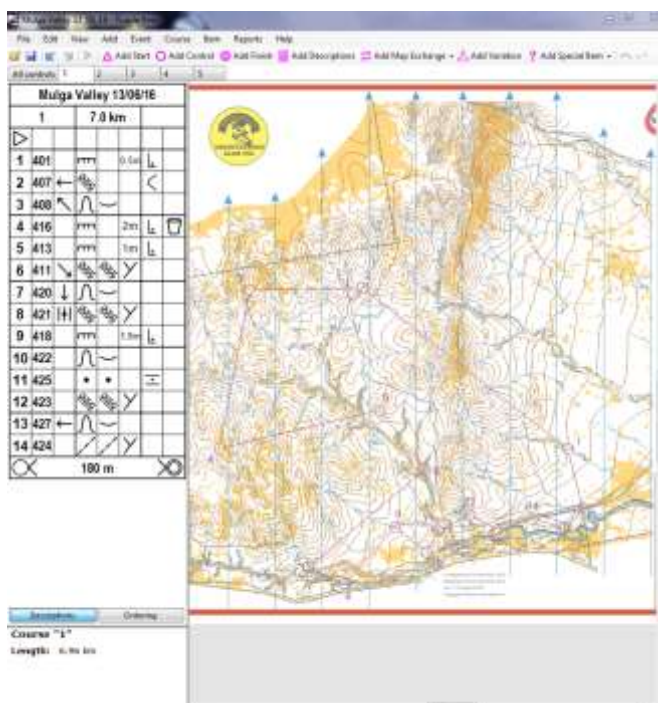 File Edit View Add Event Course Item Reports Help
Add Start Add Control Add Finish Add Descriptions Add Map Exchange Add Variation Add Special Item
All controls 1 2 3 4 5
Mulga Valley 13/06/16
1 7.0 km
1 401
2 407
3 408
4 416 2m
5 413 1m
6 411
7 420
8 421
9 418
10 422
11 425
12 423
13 427
14 424
180 m
Descriptions Ordering
Course "1"
Length: 6.96 km